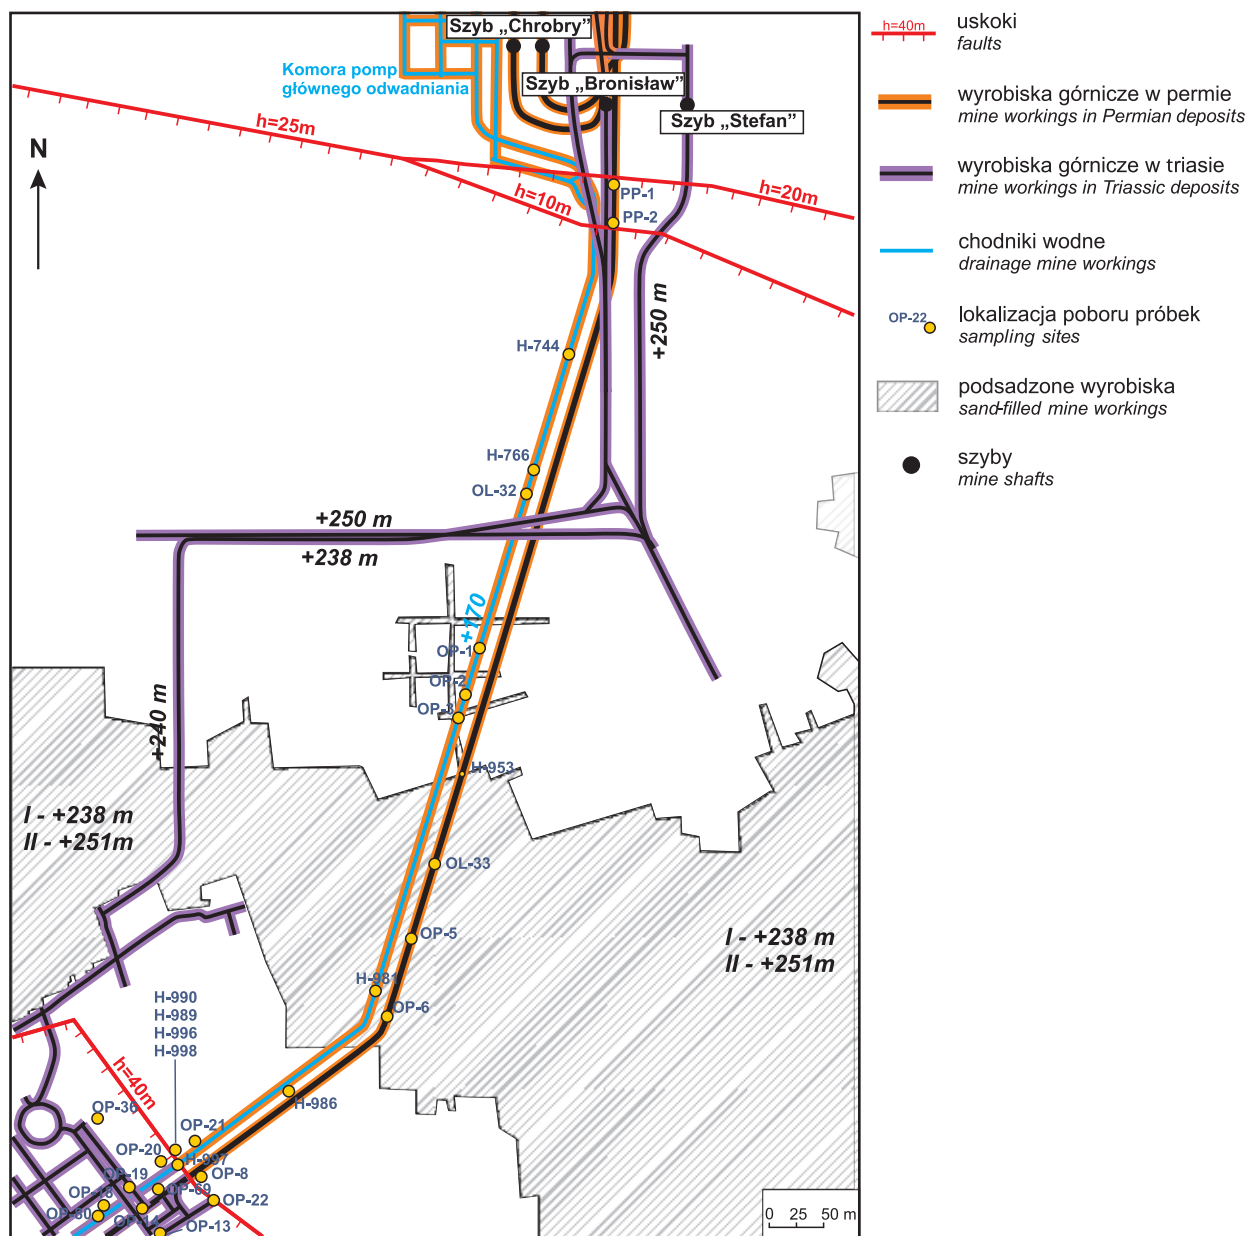 Szyb „Chrobry”
Komora pomp
głównego odwadniania
Szyb „Bronisław”
Szyb „Stefan”
h=25m
N
h=10m
PP-1
h=20m
PP-2
+250 m
H-744
H-766
OL-32
+250 m
+238 m
+170
OP-1
OP-2
OP-3
+240 m
H-953
I - +238 m
II - +251m
OL-33
OP-5
I - +238 m
II - +251m
H-981
OP-6
H-990
H-989
H-996
H-998
h=40m
H-986
OP-36
OP-21
OP-20
H-997
OP-19
OP-8
OP-69
OP-22
OP-60
OP-13
0 25 50 m
h=40m
uskoki
faults
wyrobiska górnicze w permie
mine workings in Permian deposits
wyrobiska górnicze w triasie
mine workings in Triassic deposits
chodniki wodne
drainage mine workings
OP-22
lokalizacja poboru próbek
sampling sites
podsadzone wyrobiska
sand-filled mine workings
szyby
mine shafts